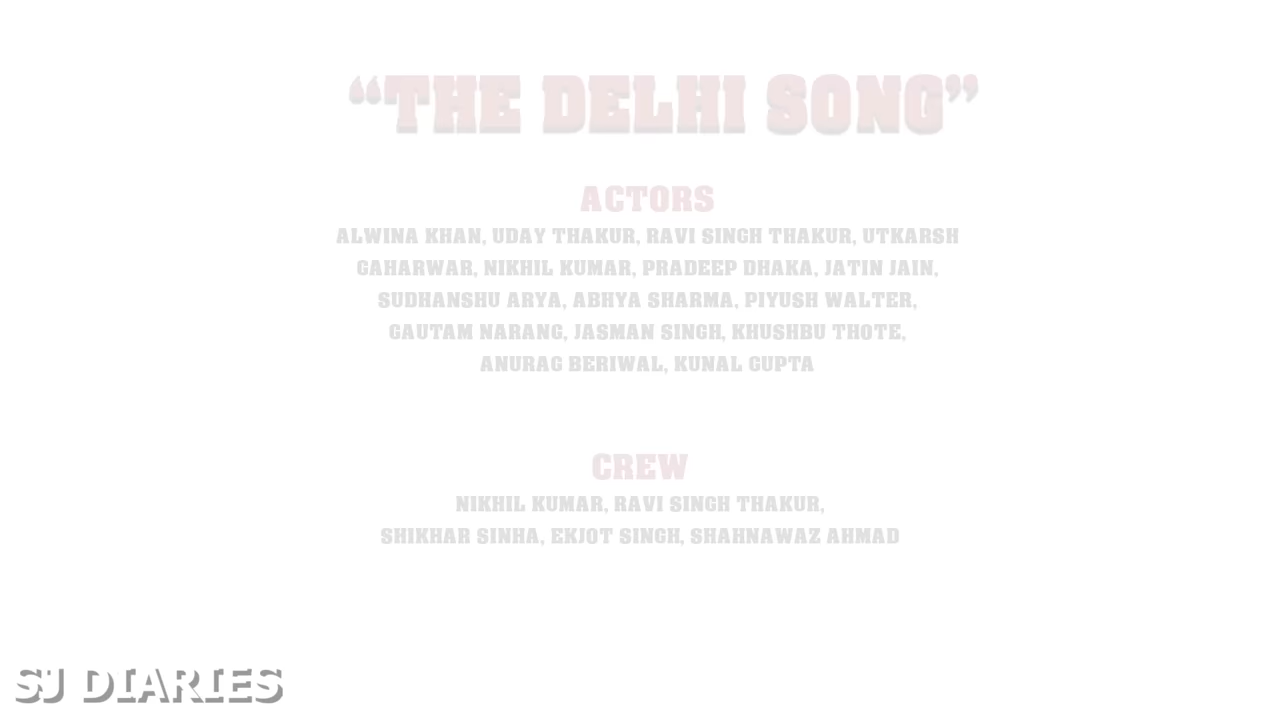 “THE DELHI SONG”
ACTORS
ALWINA KHAN, UDAY THAKUR, RAVI SINGH THAKUR, UTKARSH
GAHARWAR, NIKHIL KUMAR, PRADEEP DHAKA, JATIN JAIN,
SUDHANSHU ARYA, ABHYA SHARMA, PIYUSH WALTER,
GAUTAM NARANG, JASMAN SINGH, KHUSHBU THOTE,
ANURAG BERIWAL, KUNAL GUPTA
CREW
NIKHIL KUMAR, RAVI SINGH THAKUR,
SHIKHAR SINHA, EKJOT SINGH, SHAHNAWAZ AHMAD
SJ DIARIES